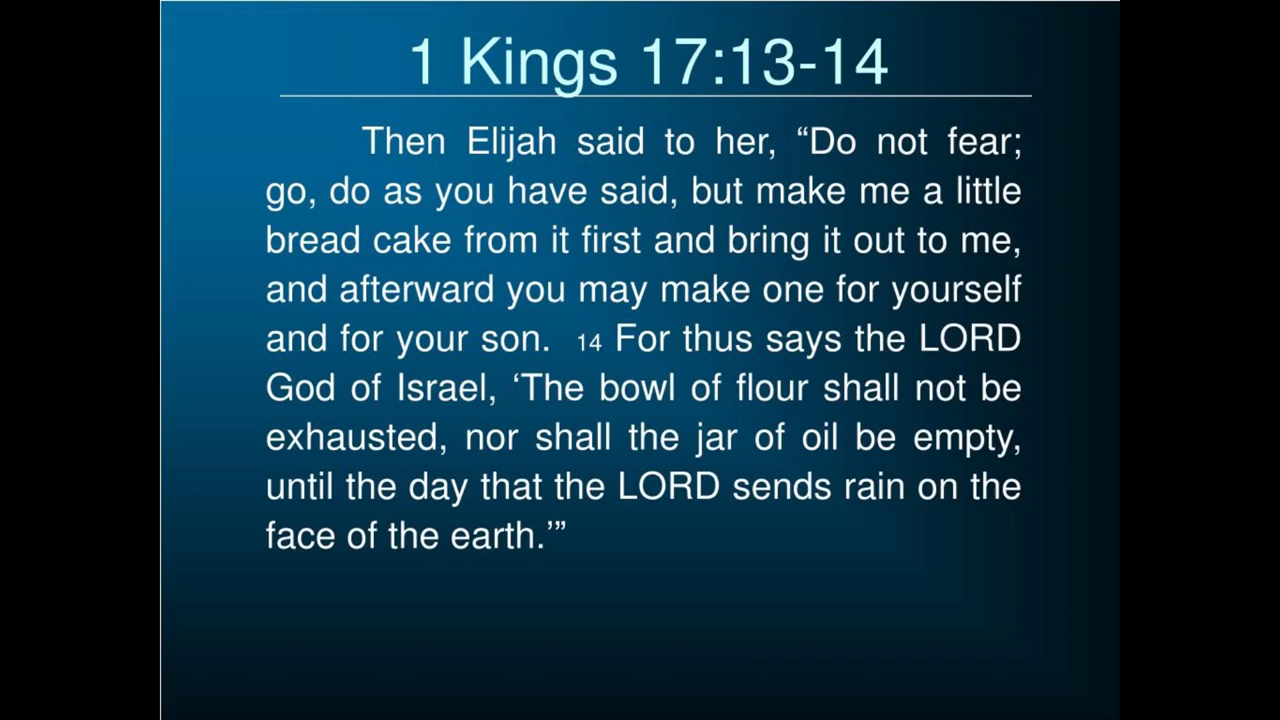 1 Kings 17:13-14
Then Elijah said to her, “Do not fear;
go, do as you have said, but make me a little
bread cake from it first and bring it out to me,
and afterward you may make one for yourself
and for your son. 14 For thus says the LORD
God of Israel, ‘The bowl of flour shall not be
exhausted, nor shall the jar of oil be empty,
until the day that the LORD sends rain on the
face of the earth.’”